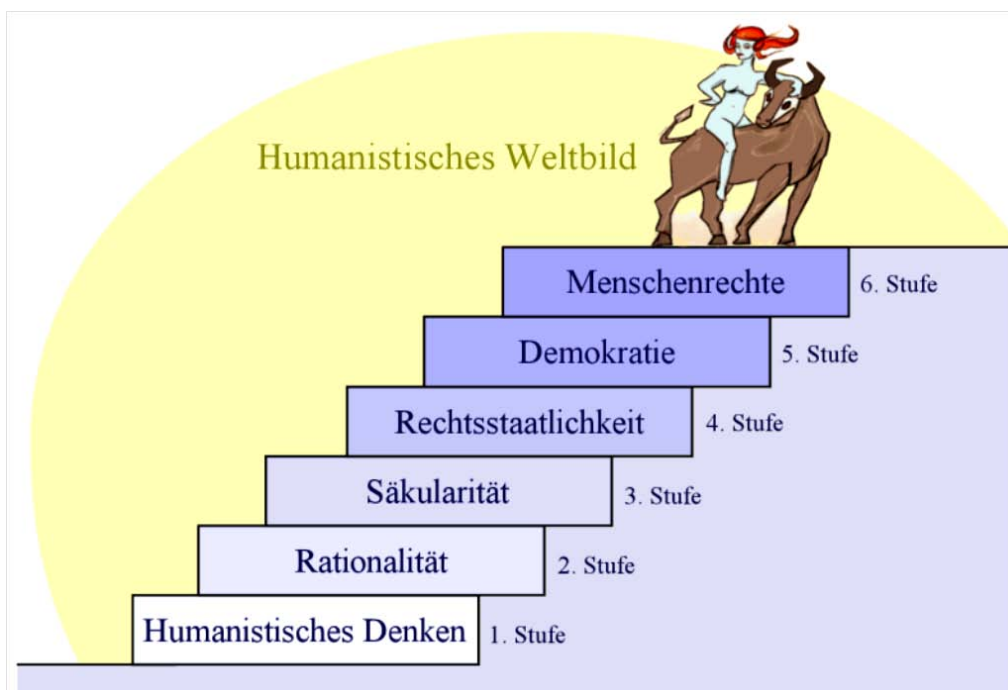 Humanistisches Weltbild
Menschenrechte
6. Stufe
Demokratie
5. Stufe
Rechtsstaatlichkeit
4. Stufe
Säkularität
3. Stufe
Rationalität
2. Stufe
Humanistisches Denken
1. Stufe